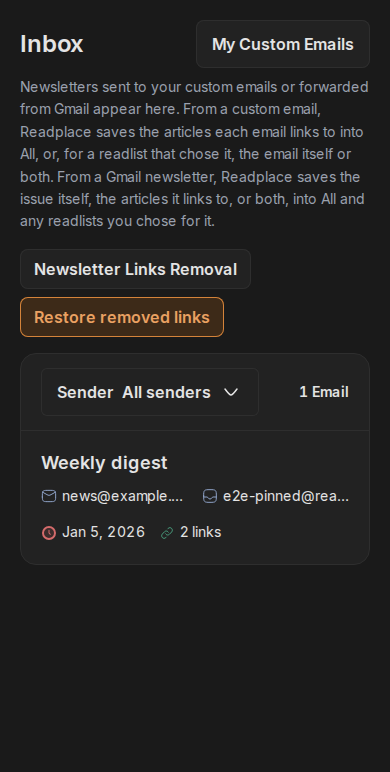 Inbox
My Custom Emails
Newsletters sent to your custom emails or forwarded
from Gmail appear here. From a custom email,
Readplace saves the articles each email links to into
All, or, for a readlist that chose it, the email itself or
both. From a Gmail newsletter, Readplace saves the
issue itself, the articles it links to, or both, into All and
any readlists you chose for it.
Newsletter Links Removal
Restore removed links
Sender All senders
1 Email
Weekly digest
news@example.... e2e-pinned@rea...
Jan 5, 2026 2 links